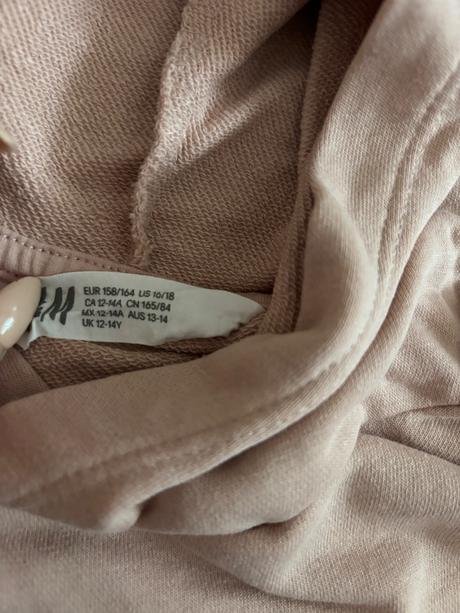 H&M
EUR 158/164 US 16/18
CA 12-14A CN 165/84
MX 12-14A AUS 13-14
UK 12-14Y